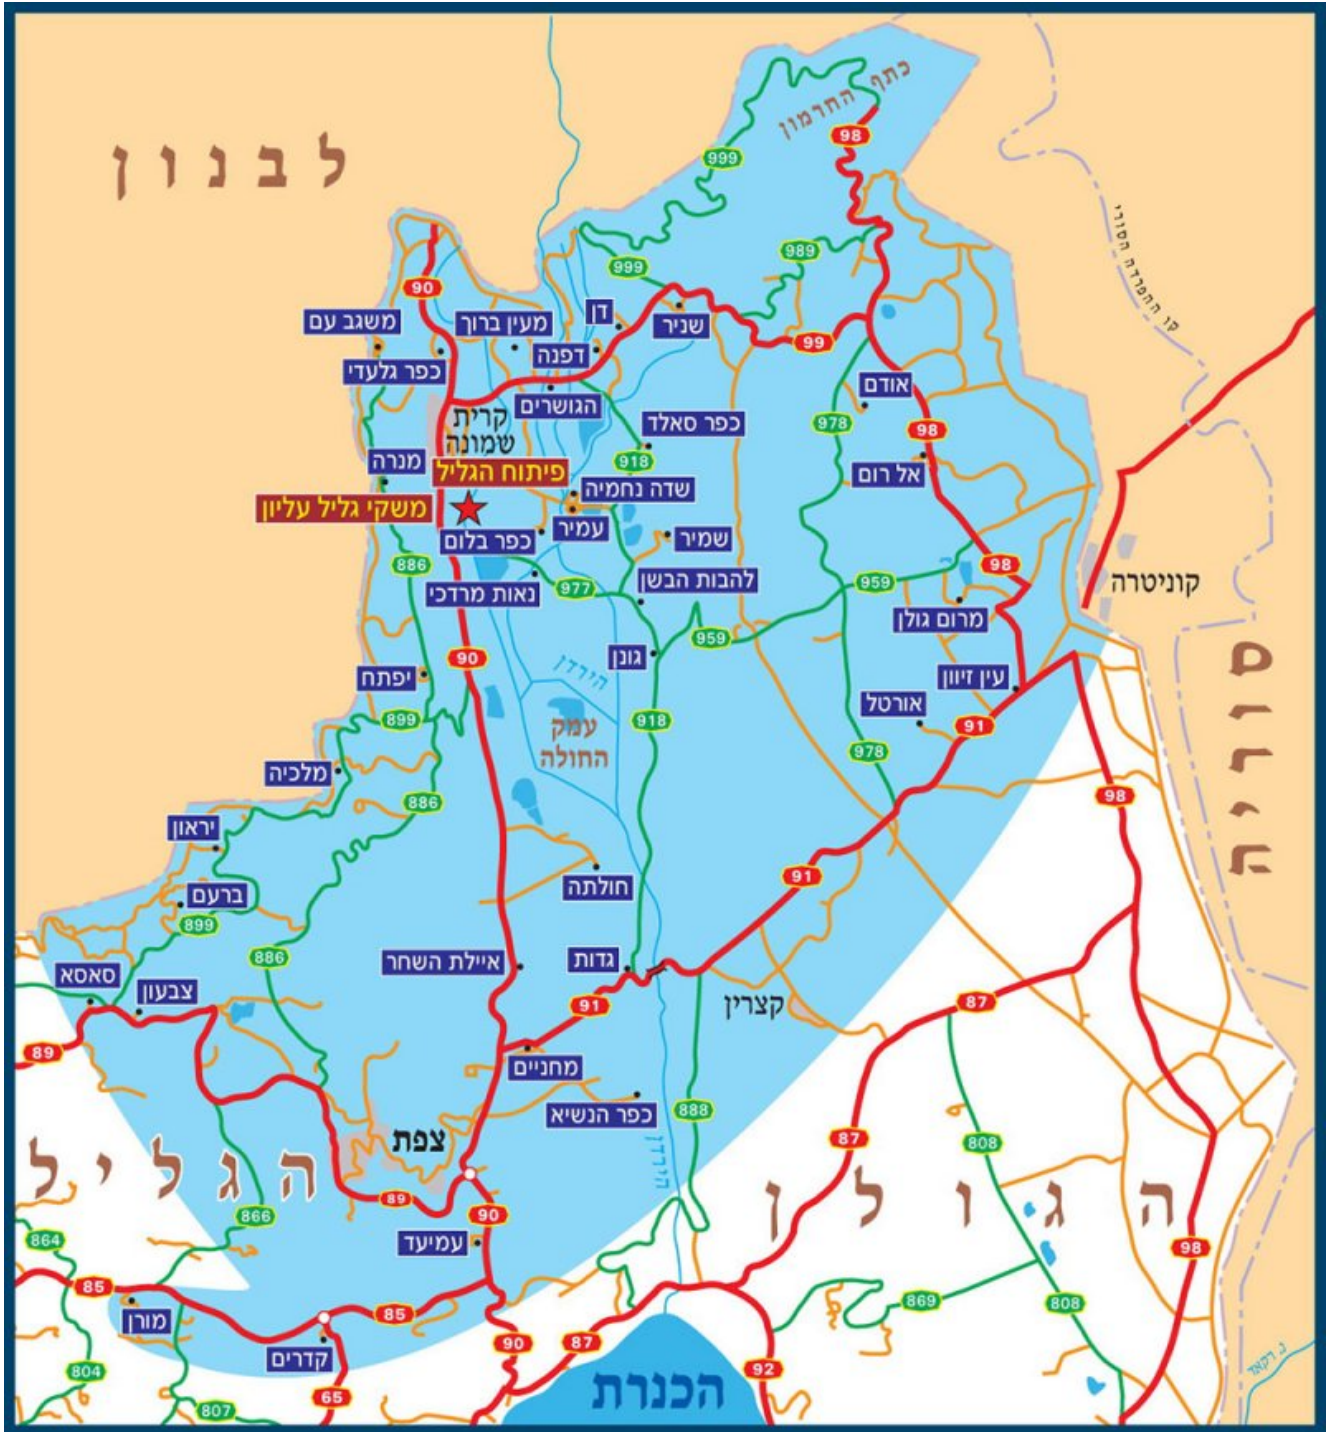 כתף החרמון
98
999
לבנון
קו ההפרדה הסורי
989
999
90
דן
שניר
משגב עם
מעין ברוך
דפנה
99
כפר גלעדי
אודם
הגושרים
קרית
שמונה
כפר סאלד
978
98
מנרה
פיתוח הגליל
918
אל רום
שדה נחמיה
משקי גליל עליון
עמיר
כפר בלום
שמיר
886
98
קוניטרה
להבות הבשן
977
959
נאות מרדכי
מרום גולן
959
90
גונן
סוריה
הירדן
יפתח
עין זיוון
אורטל
899
918
91
עמק
החולה
978
מלכיה
886
98
יראון
91
חולתה
ברעם
899
886
איילת השחר
גדות
סאסא
צבעון
91
קצרין
87
89
מחניים
כפר הנשיא
888
87
808
צפת
הירדן
הגליל
הגולן
89
866
90
864
עמיעד
98
85
85
869
808
מורן
קדרים
90
87
804
92
נ. רקאד
65
הכנרת
807